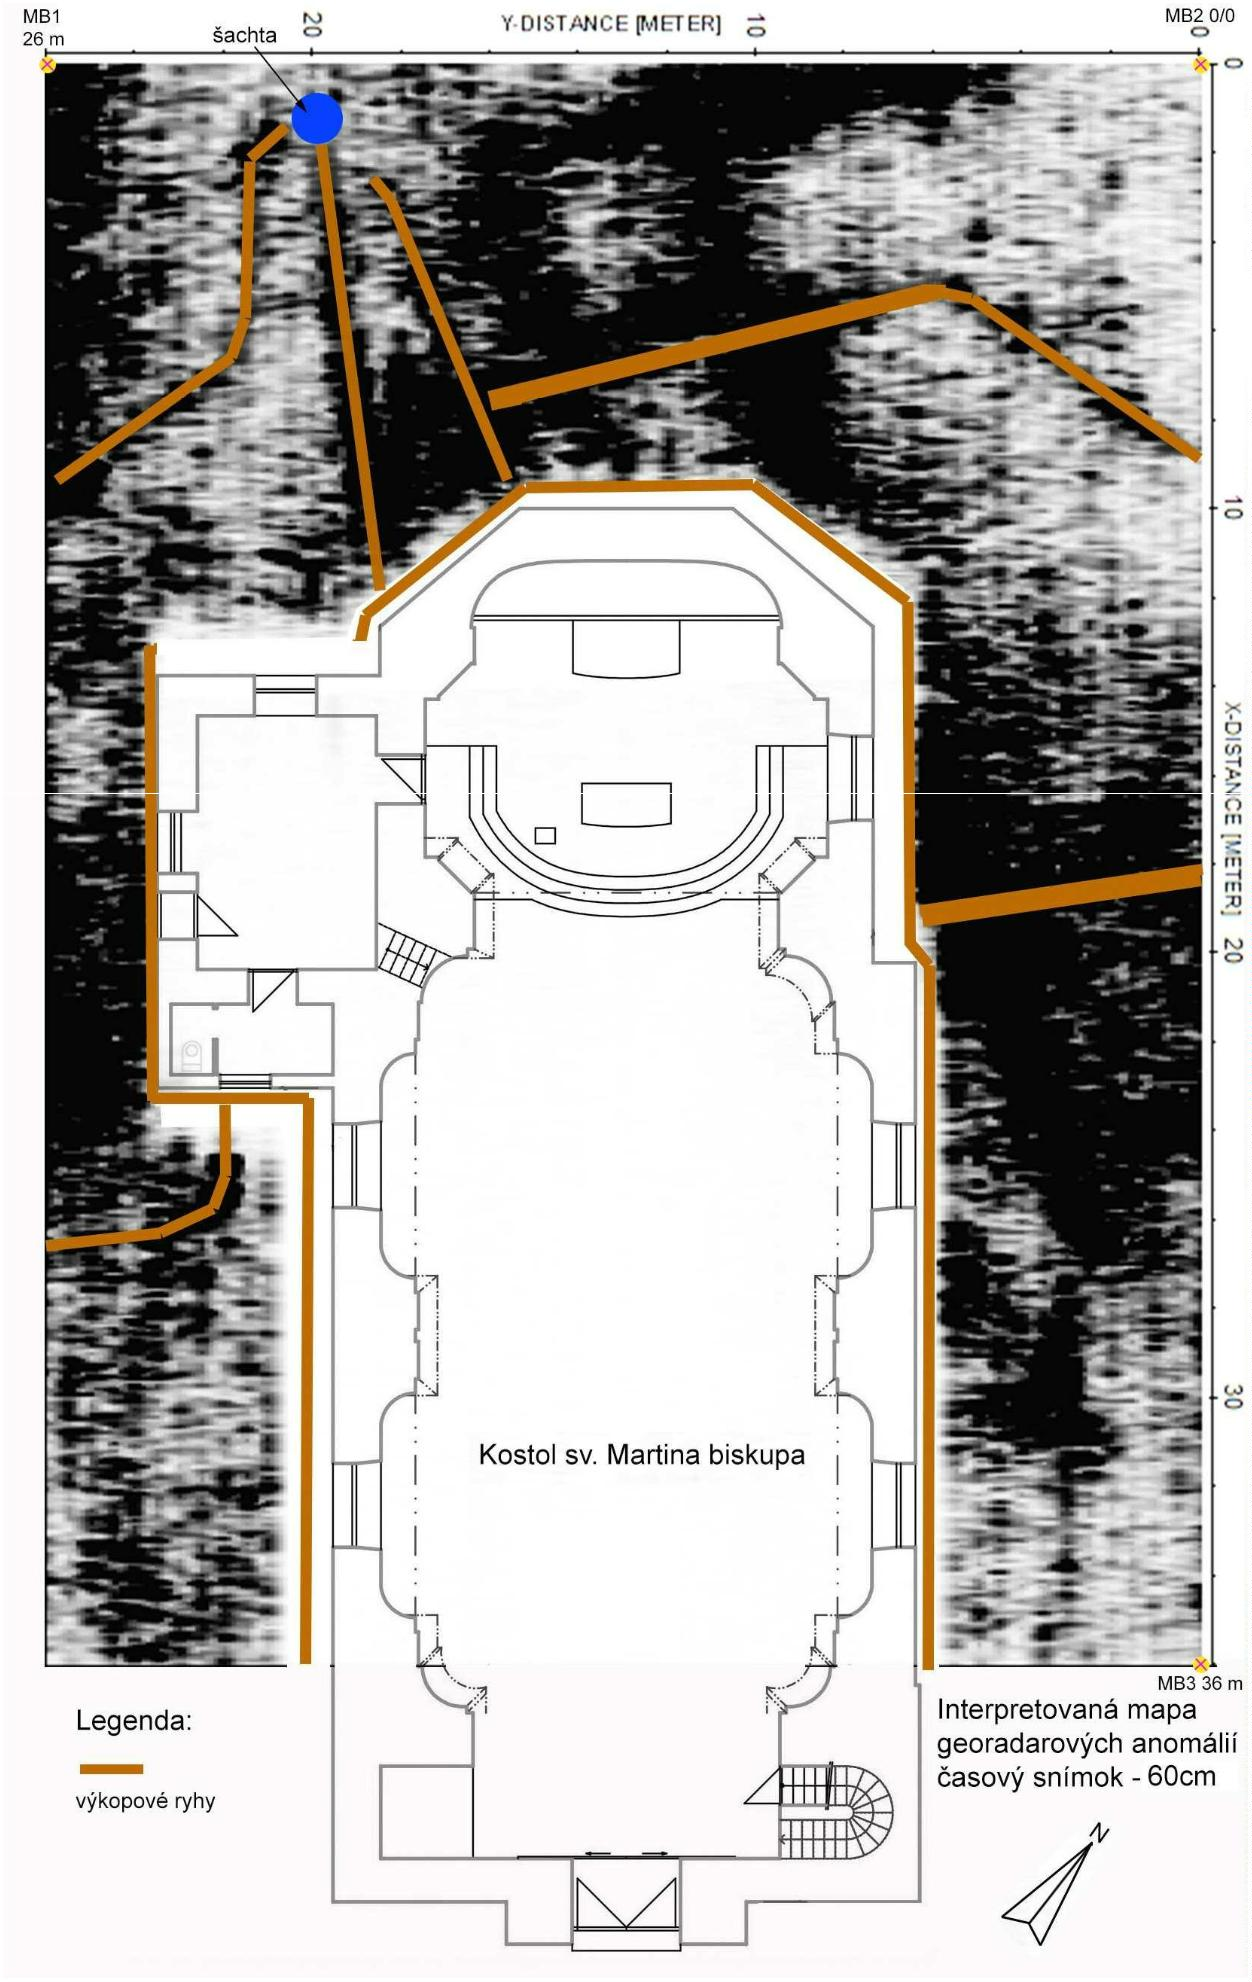 MB1
26 m
šachta
20
Y-DISTANCE [METER]
10
MB2 0/0
0
0
10
X-DISTANCE [METER]
20
30
Kostol sv. Martina biskupa
MB3 36 m
Legenda:
výkopové ryhy
Interpretovaná mapa
georadarových anomálií
časový snímok - 60cm
N